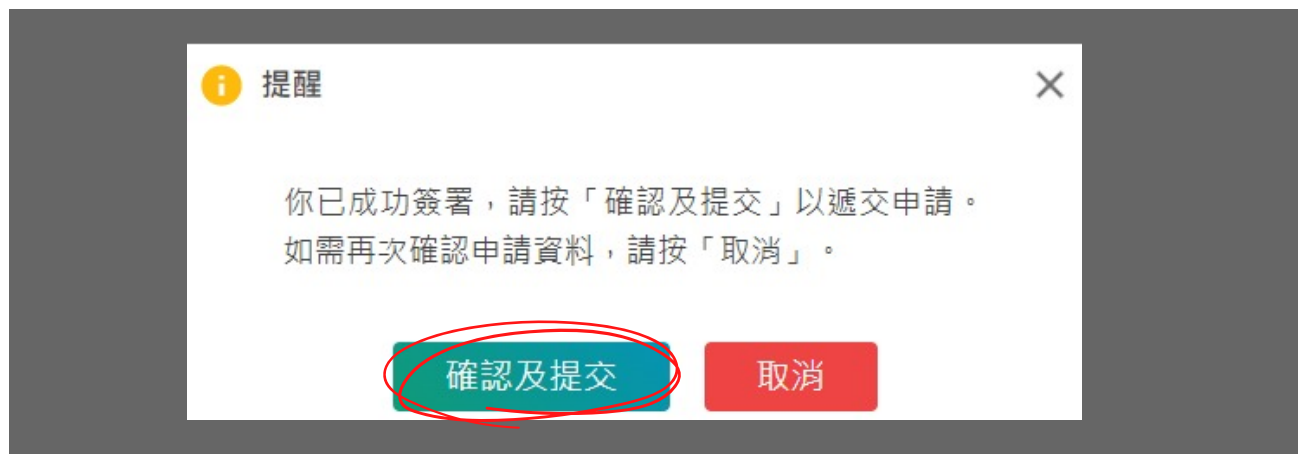 提醒
你已成功簽署，請按「確認及提交」以遞交申請。
如需再次確認申請資料，請按「取消」。
確認及提交
取消